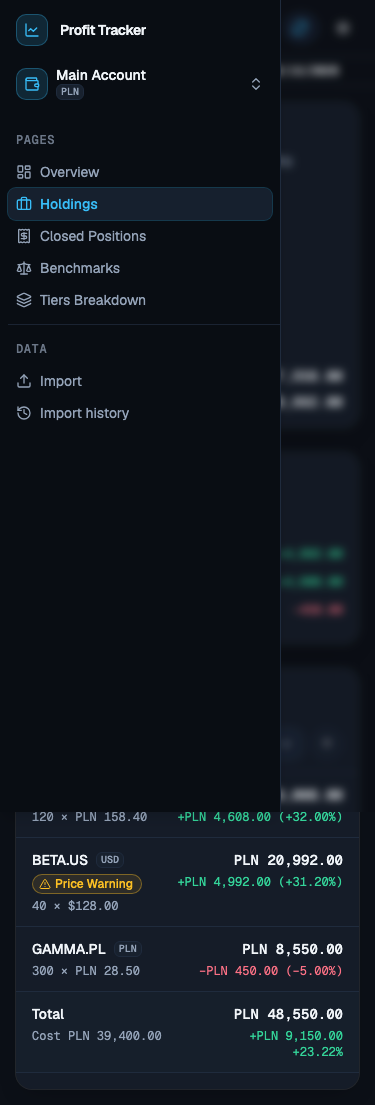 Profit Tracker
Main Account
PLN
PAGES
Overview
Holdings
Closed Positions
Benchmarks
Tiers Breakdown
DATA
Import
Import history
120 × PLN 158.40 +PLN 4,608.00 (+32.00%)
BETA.US USD PLN 20,992.00
Price Warning +PLN 4,992.00 (+31.20%)
40 × $128.00
GAMMA.PL PLN PLN 8,550.00
300 × PLN 28.50 −PLN 450.00 (−5.00%)
Total PLN 48,550.00
Cost PLN 39,400.00 +PLN 9,150.00
+23.22%